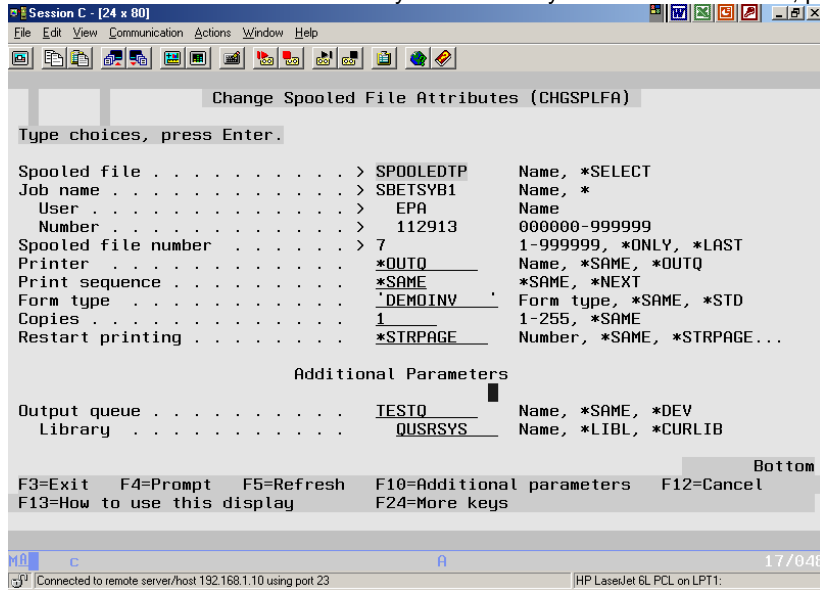 Session C - [24 x 80]
File Edit View Communication Actions Window Help
Change Spooled File Attributes (CHGSPLFA)
Type choices, press Enter.
Spooled file . . . . . . . . . . . > SPOOLEDTP Name, *SELECT
Job name . . . . . . . . . . . . . > SBETSYB1 Name, *
User . . . . . . . . . . . . . . > EPA Name
Number . . . . . . . . . . . . . > 112913 000000-999999
Spooled file number . . . . . . > 7 1-999999, *ONLY, *LAST
Printer . . . . . . . . . . . . *OUTQ Name, *SAME, *OUTQ
Print sequence . . . . . . . . . *SAME *SAME, *NEXT
Form type . . . . . . . . . . . 'DEMOINV ' Form type, *SAME, *STD
Copies . . . . . . . . . . . . . 1 1-255, *SAME
Restart printing . . . . . . . . *STRPAGE Number, *SAME, *STRPAGE...
Additional Parameters
Output queue . . . . . . . . . . TESTQ Name, *SAME, *DEV
Library . . . . . . . . . . . QUSRSYS Name, *LIBL, *CURLIB
Bottom
F3=Exit F4=Prompt F5=Refresh F10=Additional parameters F12=Cancel
F13=How to use this display F24=More keys
MA c A 17/048
Connected to remote server/host 192.168.1.10 using port 23 HP LaserJet 6L PCL on LPT1: